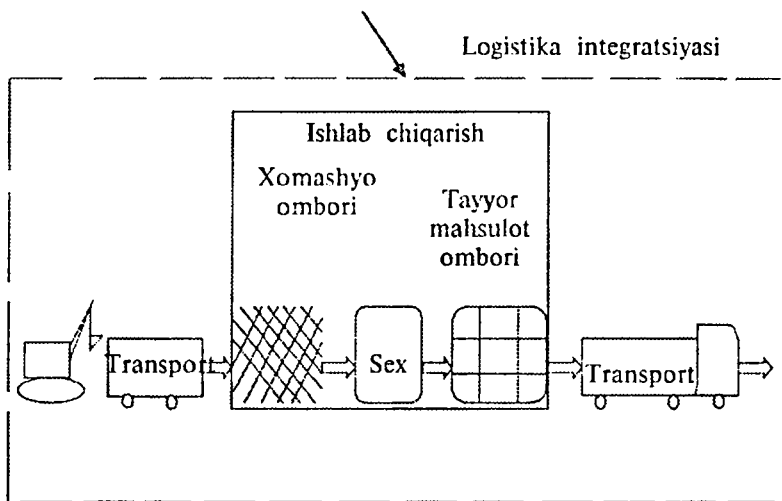 Logistika integratsiyasi
Ishlab chiqarish
Xomashyo
ombori
Tayyor
mahsulot
ombori
Transport
Sex
Transport